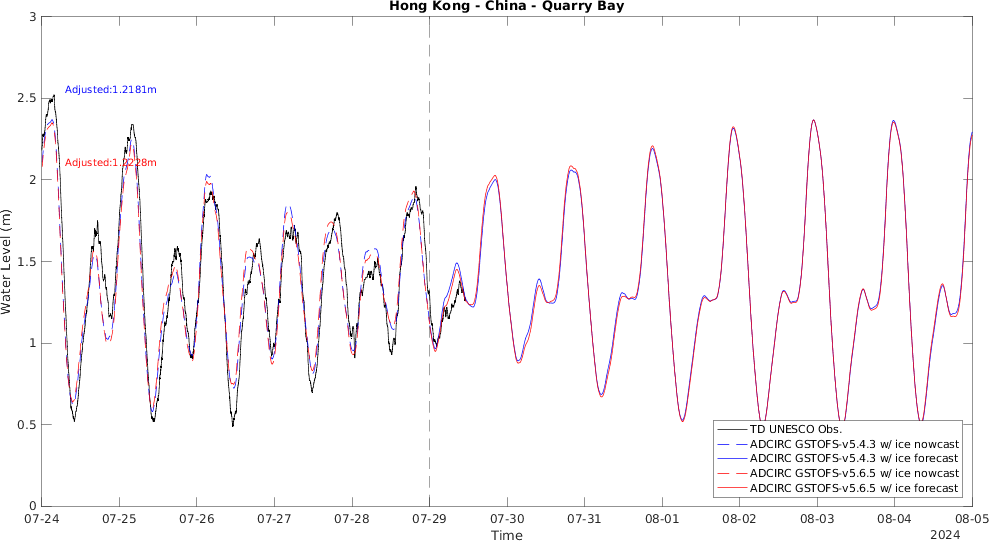 Hong Kong - China - Quarry Bay
3
2.5
2
1.5
1
0.5
0
Water Level (m)
Adjusted:1.2181m
07-24
07-25
07-26
07-27
07-28
07-29
07-30
07-31
08-01
08-02
08-03
08-04
08-05
Time
2024
TD UNESCO Obs.
ADCIRC GSTOFS-v5.4.3 w/ ice nowcast
ADCIRC GSTOFS-v5.4.3 w/ ice forecast
ADCIRC GSTOFS-v5.6.5 w/ ice nowcast
ADCIRC GSTOFS-v5.6.5 w/ ice forecast